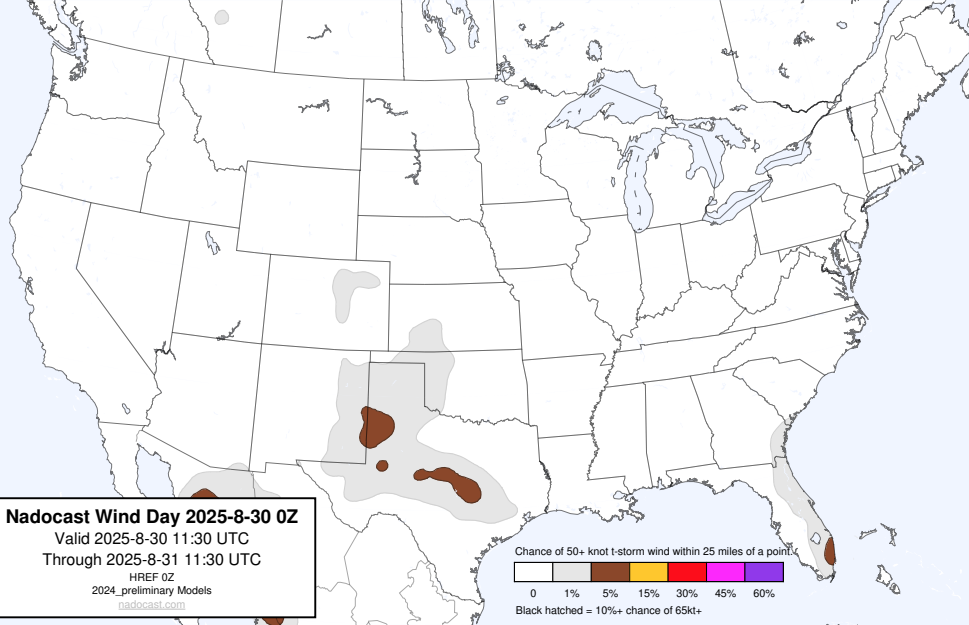 Nadocast Wind Day 2025-8-30 0Z
Valid 2025-8-30 11:30 UTC
Through 2025-8-31 11:30 UTC
HREF 0Z
2024_preliminary Models
nadocast.com
Chance of 50+ knot t-storm wind within 25 miles of a point.
0 1% 5% 15% 30% 45% 60%
Black hatched = 10%+ chance of 65kt+